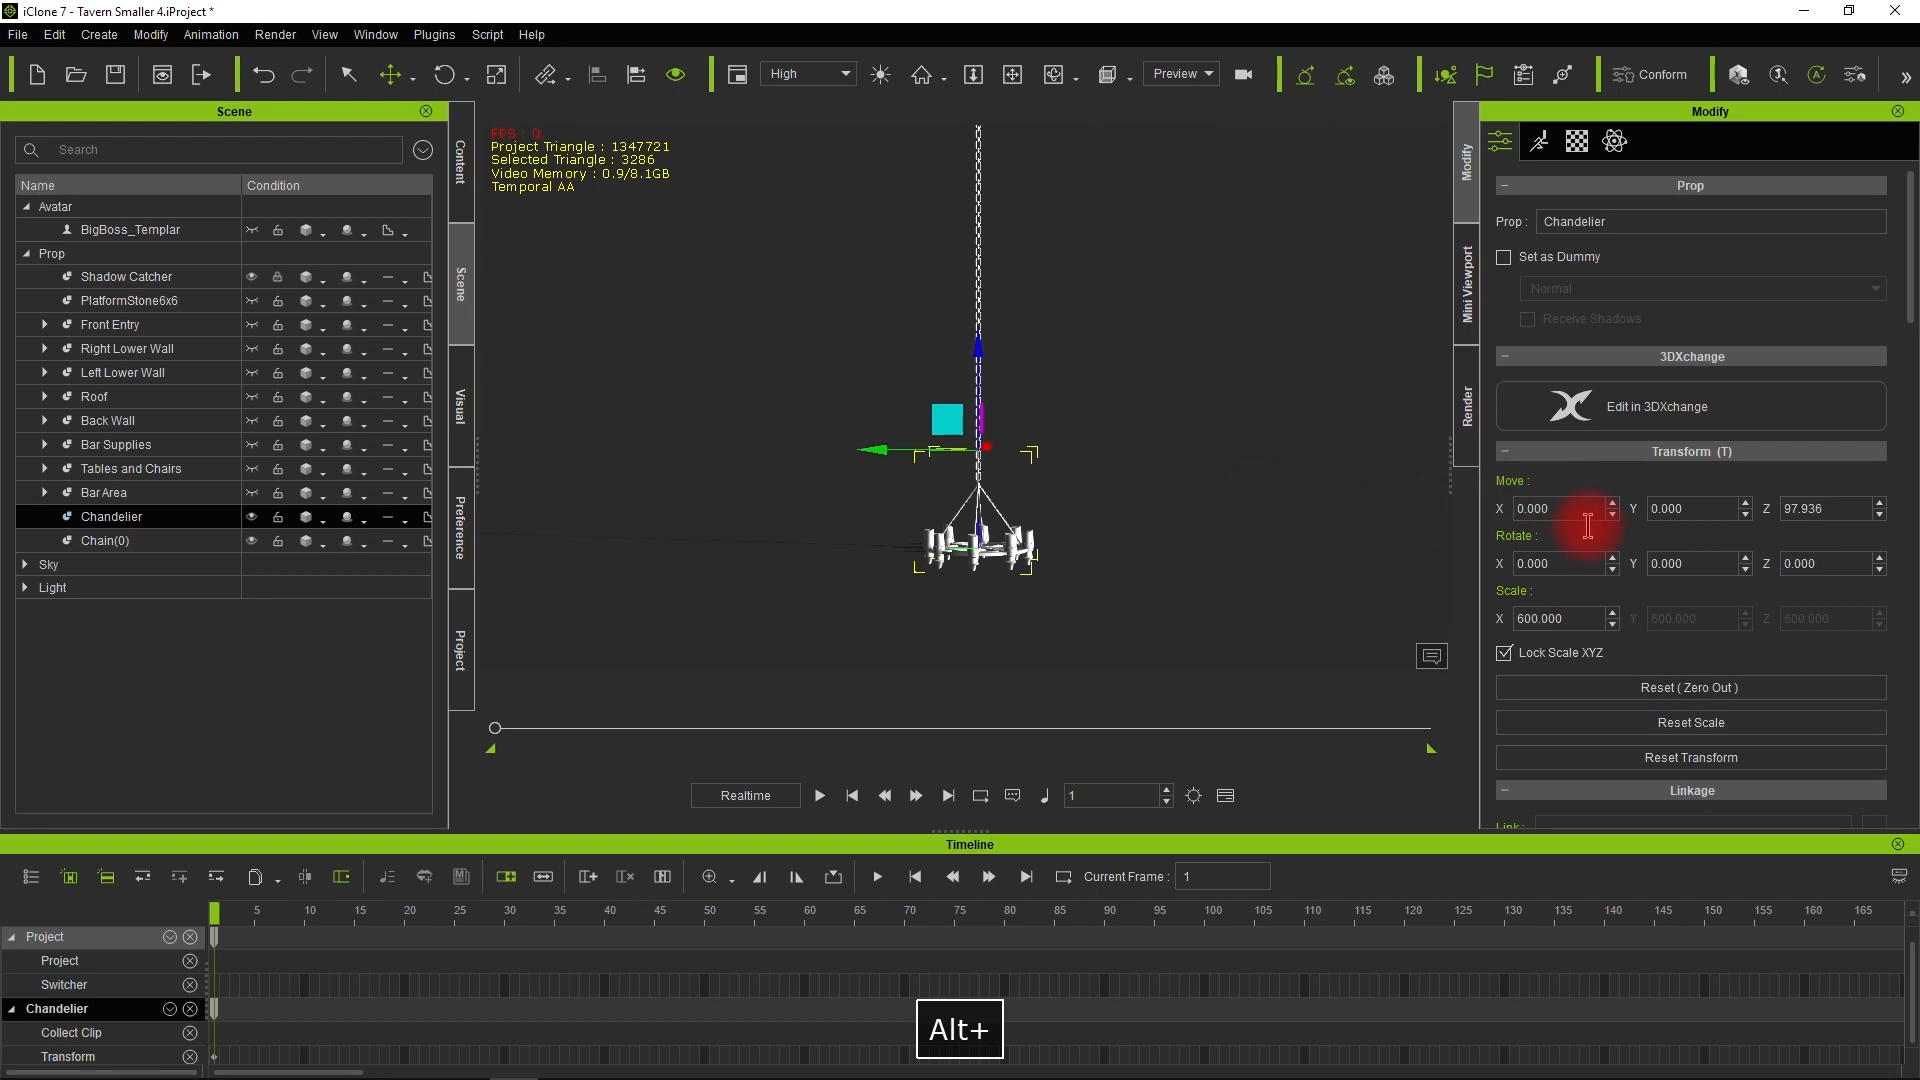 iClone 7 - Tavern Smaller 4.iProject *
File Edit Create Modify Animation Render View Window Plugins Script Help
High
Preview
Conform
Scene
Search
Name Condition
Avatar
BigBoss_Templar
Prop
Shadow Catcher
PlatformStone6x6
Front Entry
Right Lower Wall
Left Lower Wall
Roof
Back Wall
Bar Supplies
Tables and Chairs
Bar Area
Chandelier
Chain(0)
Sky
Light
Content
Scene
Visual
Preference
Project
FPS : 0.
Project Triangle : 1347721
Selected Triangle : 3286
Video Memory : 0.9/8.1GB
Temporal AA
Modify
Mini Viewport
Render
Modify
Prop
Prop : Chandelier
Set as Dummy
Normal
Receive Shadows
3DXchange
Edit in 3DXchange
Transform (T)
Move :
X 0.000 Y 0.000 Z 97.936
Rotate :
X 0.000 Y 0.000 Z 0.000
Scale :
X 600.000 Y 600.000 Z 600.000
Lock Scale XYZ
Reset ( Zero Out )
Reset Scale
Reset Transform
Linkage
Link :
Realtime
1
Timeline
Current Frame : 1
5 10 15 20 25 30 35 40 45 50 55 60 65 70 75 80 85 90 95 100 105 110 115 120 125 130 135 140 145 150 155 160 165
Project
Project
Switcher
Chandelier
Collect Clip
Transform
Alt+